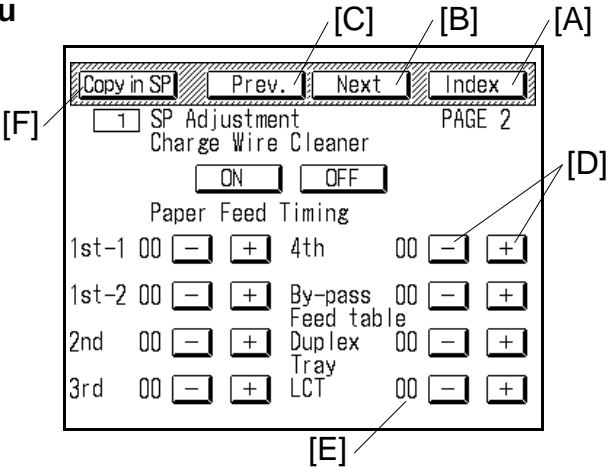 u
[C] [B] [A]
Copy in SP Prev. Next Index
[F]
1 SP Adjustment PAGE 2
Charge Wire Cleaner
[D]
ON OFF
Paper Feed Timing
1st-1 00 − + 4th 00 − +
1st-2 00 − + By-pass 00 − +
Feed table
2nd 00 − + Duplex 00 − +
Tray
3rd 00 − + LCT 00 − +
[E]